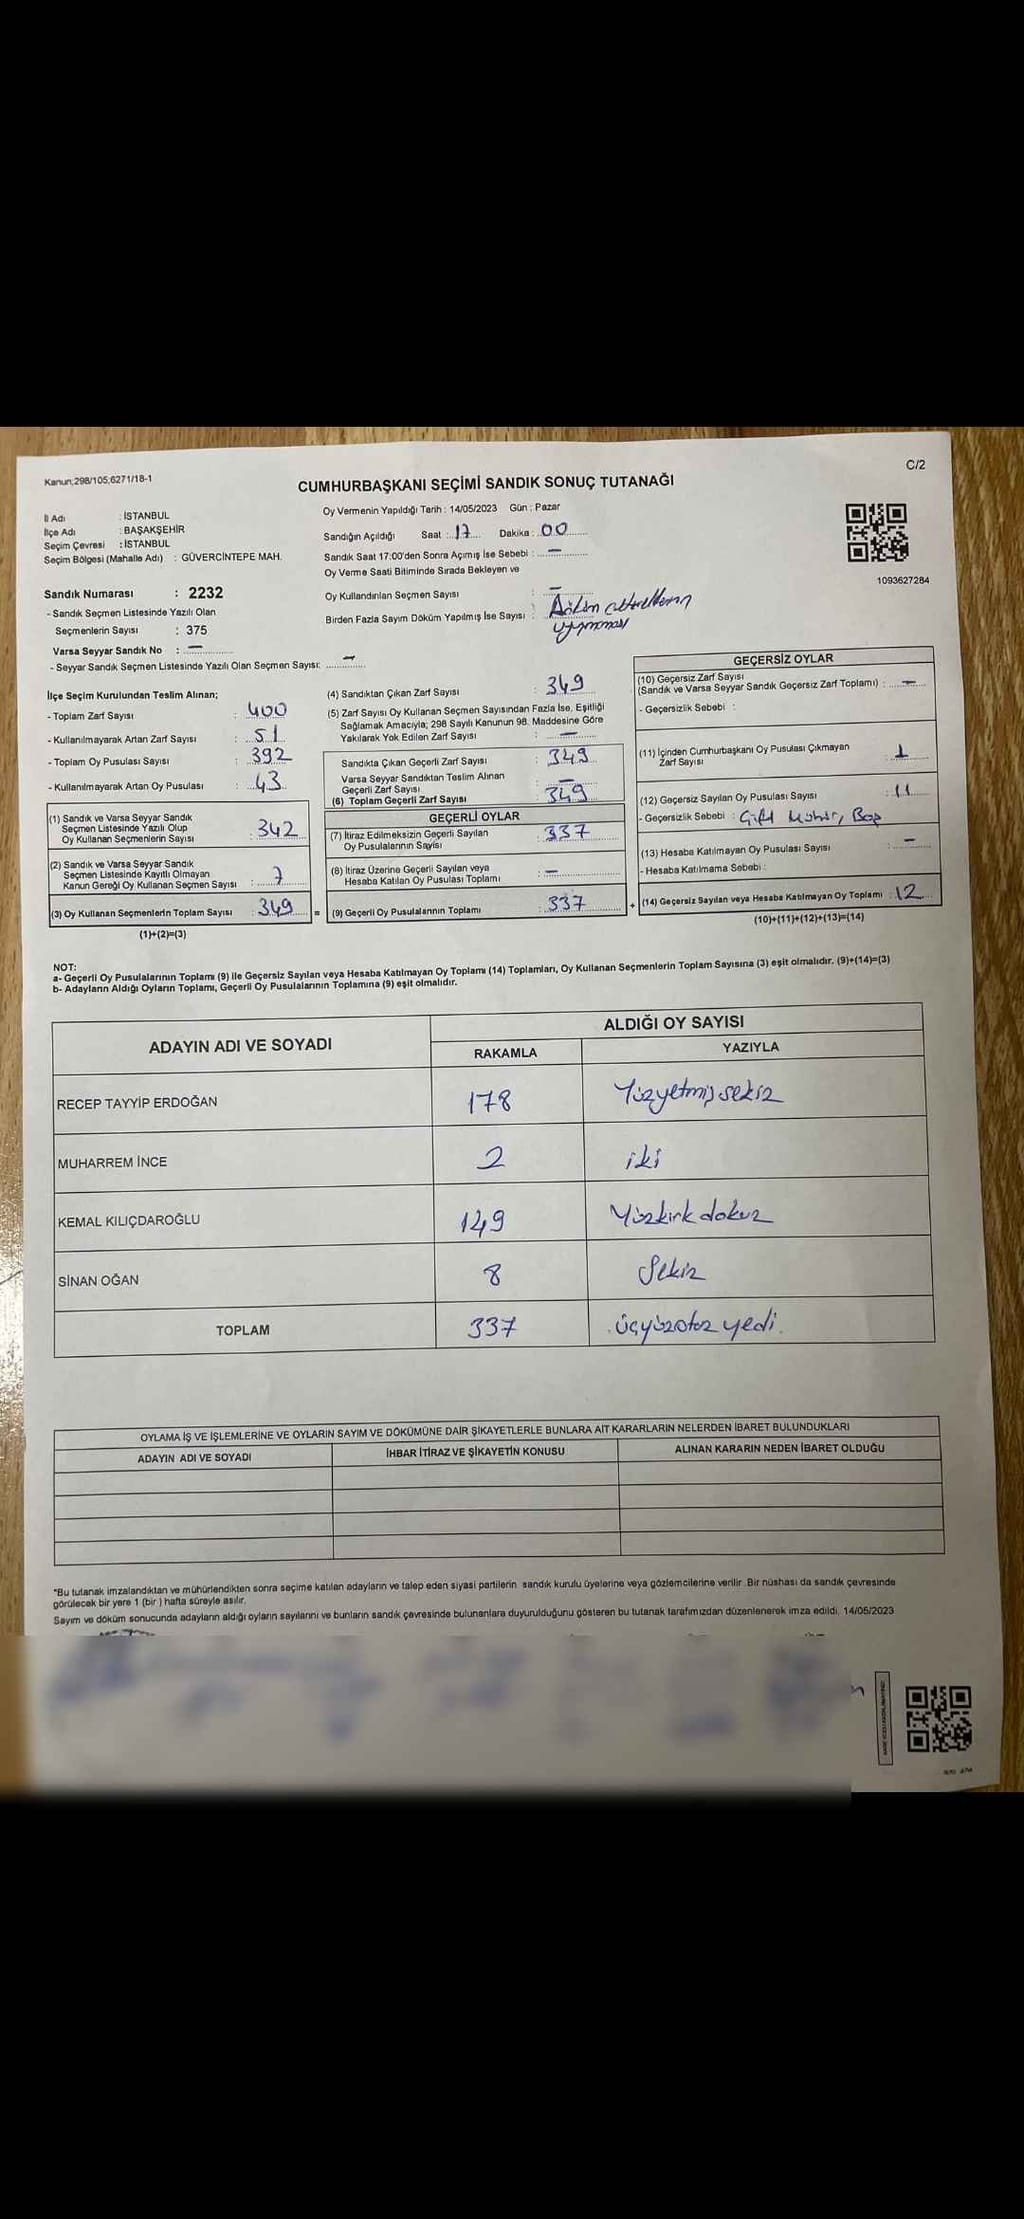 Kanun;298/105;6271/18-1
C/2
CUMHURBAŞKANI SEÇİMİ SANDIK SONUÇ TUTANAĞI
İl Adı : İSTANBUL
İlçe Adı : BAŞAKŞEHİR
Seçim Çevresi : İSTANBUL
Seçim Bölgesi (Mahalle Adı) : GÜVERCİNTEPE MAH.
Oy Vermenin Yapıldığı Tarih : 14/05/2023 Gün : Pazar
Sandığın Açıldığı Saat : 17 Dakika : 00
Sandık Saat 17:00'den Sonra Açımış İse Sebebi : —
Oy Verme Saati Bitiminde Sırada Bekleyen ve
Oy Kullandırılan Seçmen Sayısı : —
Birden Fazla Sayım Döküm Yapılmış İse Sayısı :
1093627284
Sandık Numarası : 2232
- Sandık Seçmen Listesinde Yazılı Olan
Seçmenlerin Sayısı : 375
Varsa Seyyar Sandık No : —
- Seyyar Sandık Seçmen Listesinde Yazılı Olan Seçmen Sayısı: —
İlçe Seçim Kurulundan Teslim Alınan;
- Toplam Zarf Sayısı : 400
- Kullanılmayarak Artan Zarf Sayısı : 51
- Toplam Oy Pusulası Sayısı : 392
- Kullanılmayarak Artan Oy Pusulası : 43
(1) Sandık ve Varsa Seyyar Sandık
Seçmen Listesinde Yazılı Olup
Oy Kullanan Seçmenlerin Sayısı : 342
(2) Sandık ve Varsa Seyyar Sandık
Seçmen Listesinde Kayıtlı Olmayan
Kanun Gereği Oy Kullanan Seçmen Sayısı : 7
(3) Oy Kullanan Seçmenlerin Toplam Sayısı : 349 =
(1)+(2)=(3)
(4) Sandıktan Çıkan Zarf Sayısı : 349
(5) Zarf Sayısı Oy Kullanan Seçmen Sayısından Fazla İse, Eşitliği
Sağlamak Amacıyla; 298 Sayılı Kanunun 98. Maddesine Göre
Yakılarak Yok Edilen Zarf Sayısı : —
Sandıkta Çıkan Geçerli Zarf Sayısı : 349
Varsa Seyyar Sandıktan Teslim Alınan
Geçerli Zarf Sayısı : —
(6) Toplam Geçerli Zarf Sayısı 349
GEÇERLİ OYLAR
(7) İtiraz Edilmeksizin Geçerli Sayılan
Oy Pusulalarının Sayısı : 337
(8) İtiraz Üzerine Geçerli Sayılan veya
Hesaba Katılan Oy Pusulası Toplamı : —
(9) Geçerli Oy Pusulalarının Toplamı : 337 +
GEÇERSİZ OYLAR
(10) Geçersiz Zarf Sayısı
(Sandık ve Varsa Seyyar Sandık Geçersiz Zarf Toplamı) : —
- Geçersizlik Sebebi :
(11) İçinden Cumhurbaşkanı Oy Pusulası Çıkmayan
Zarf Sayısı : 1
(12) Geçersiz Sayılan Oy Pusulası Sayısı : 11
- Geçersizlik Sebebi : Çift Mühür, Boş
(13) Hesaba Katılmayan Oy Pusulası Sayısı : —
- Hesaba Katılmama Sebebi :
(14) Geçersiz Sayılan veya Hesaba Katılmayan Oy Toplamı : 12
(10)+(11)+(12)+(13)=(14)
NOT:
a- Geçerli Oy Pusulalarının Toplamı (9) ile Geçersiz Sayılan veya Hesaba Katılmayan Oy Toplamı (14) Toplamları, Oy Kullanan Seçmenlerin Toplam Sayısına (3) eşit olmalıdır. (9)+(14)=(3)
b- Adayların Aldığı Oyların Toplamı, Geçerli Oy Pusulalarının Toplamına (9) eşit olmalıdır.
ADAYIN ADI VE SOYADI
ALDIĞI OY SAYISI
RAKAMLA YAZIYLA
RECEP TAYYİP ERDOĞAN 178 Yüzyetmiş sekiz
MUHARREM İNCE 2 iki
KEMAL KILIÇDAROĞLU 149 Yüzkırk dokuz
SİNAN OĞAN 8 Sekiz
TOPLAM 337 üçyüzotuz yedi
OYLAMA İŞ VE İŞLEMLERİNE VE OYLARIN SAYIM VE DÖKÜMÜNE DAİR ŞİKAYETLERLE BUNLARA AİT KARARLARIN NELERDEN İBARET BULUNDUKLARI
ADAYIN ADI VE SOYADI İHBAR İTİRAZ VE ŞİKAYETİN KONUSU ALINAN KARARIN NEDEN İBARET OLDUĞU
*Bu tutanak imzalandıktan ve mühürlendikten sonra seçime katılan adayların ve talep eden siyasi partilerin sandık kurulu üyelerine veya gözlemcilerine verilir. Bir nüshası da sandık çevresinde
görülecek bir yere 1 (bir) hafta süreyle asılır.
Sayım ve döküm sonucunda adayların aldığı oyların sayılarını ve bunların sandık çevresinde bulunanlara duyurulduğunu gösteren bu tutanak tarafımızdan düzenlenerek imza edildi. 14/05/2023